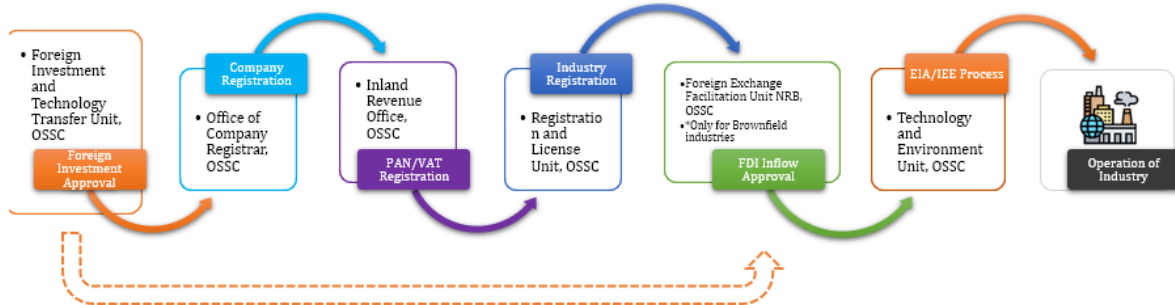 • Foreign
Investment
and
Technology
Transfer Unit,
OSSC
Foreign
Investment
Approval
Company
Registration
• Office of
Company
Registrar, OSSC
• Inland
Revenue
Office,
OSSC
PAN/VAT
Registration
Industry
Registration
• Registratio
n and
License
Unit, OSSC
•Foreign Exchange
Facilitation Unit NRB,
OSSC
•*Only for Brownfield
industries
FDI Inflow
Approval
EIA/IEE Process
• Technology
and
Environment
Unit, OSSC
Operation of
Industry